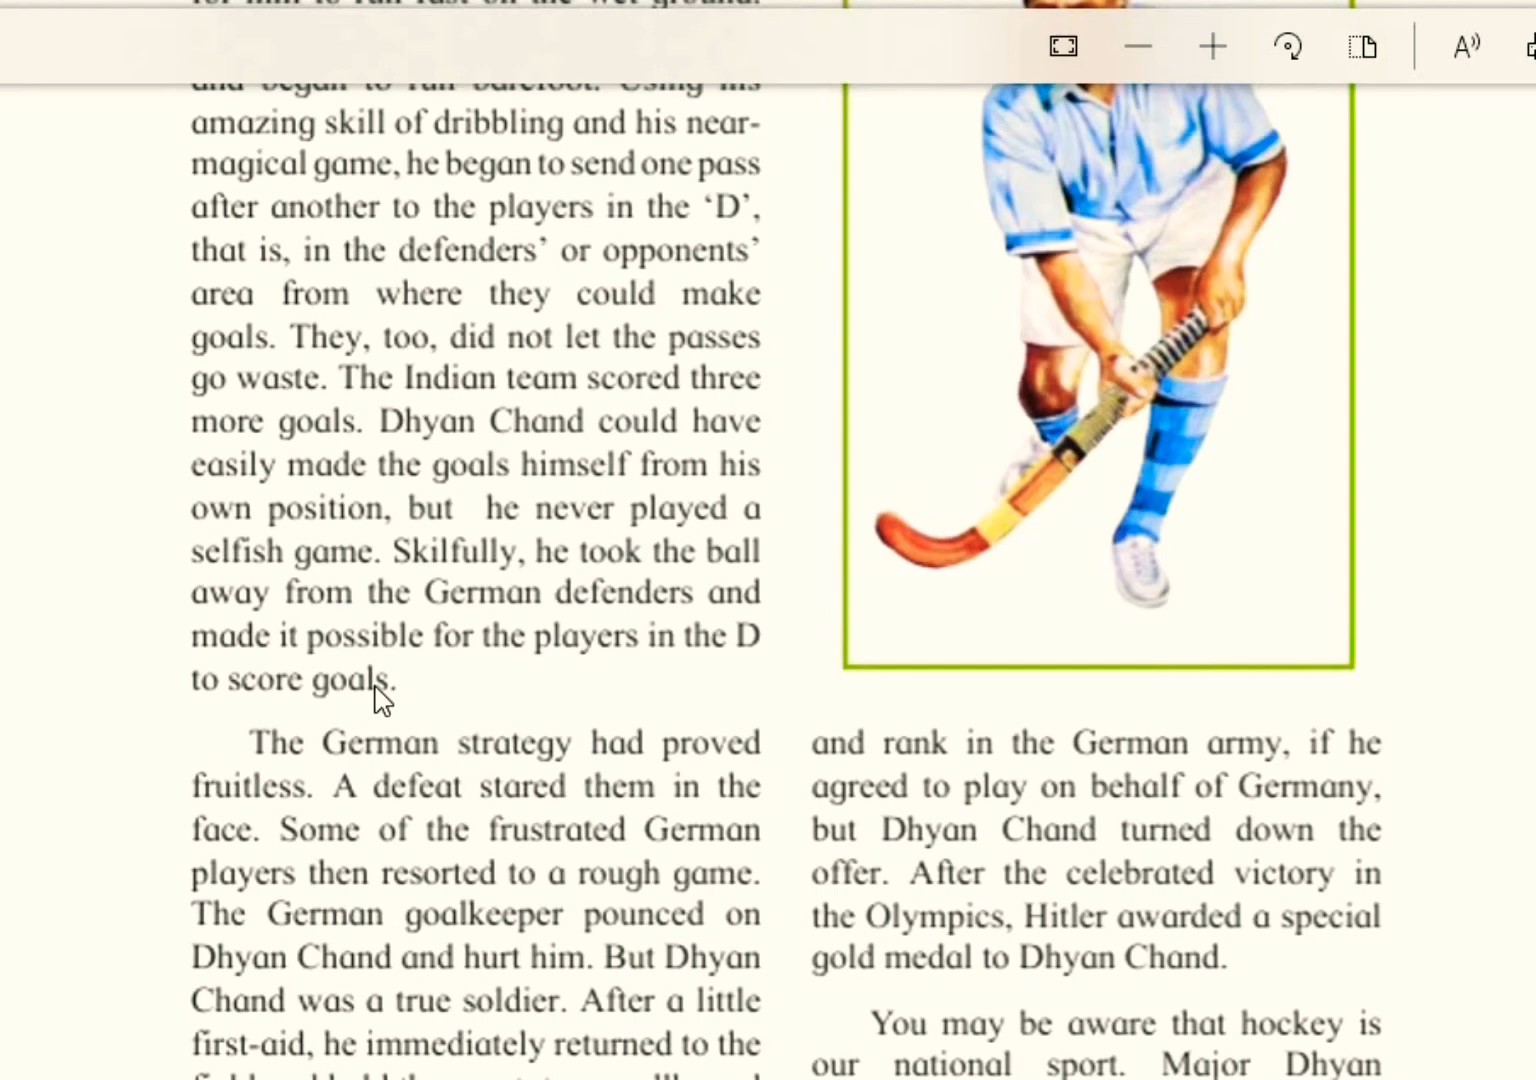 amazing skill of dribbling and his near-
magical game, he began to send one pass
after another to the players in the ‘D’,
that is, in the defenders’ or opponents’
area from where they could make
goals. They, too, did not let the passes
go waste. The Indian team scored three
more goals. Dhyan Chand could have
easily made the goals himself from his
own position, but he never played a
selfish game. Skilfully, he took the ball
away from the German defenders and
made it possible for the players in the D
to score goals.
The German strategy had proved
fruitless. A defeat stared them in the
face. Some of the frustrated German
players then resorted to a rough game.
The German goalkeeper pounced on
Dhyan Chand and hurt him. But Dhyan
Chand was a true soldier. After a little
first-aid, he immediately returned to the
and rank in the German army, if he
agreed to play on behalf of Germany,
but Dhyan Chand turned down the
offer. After the celebrated victory in
the Olympics, Hitler awarded a special
gold medal to Dhyan Chand.
You may be aware that hockey is
our national sport. Major Dhyan